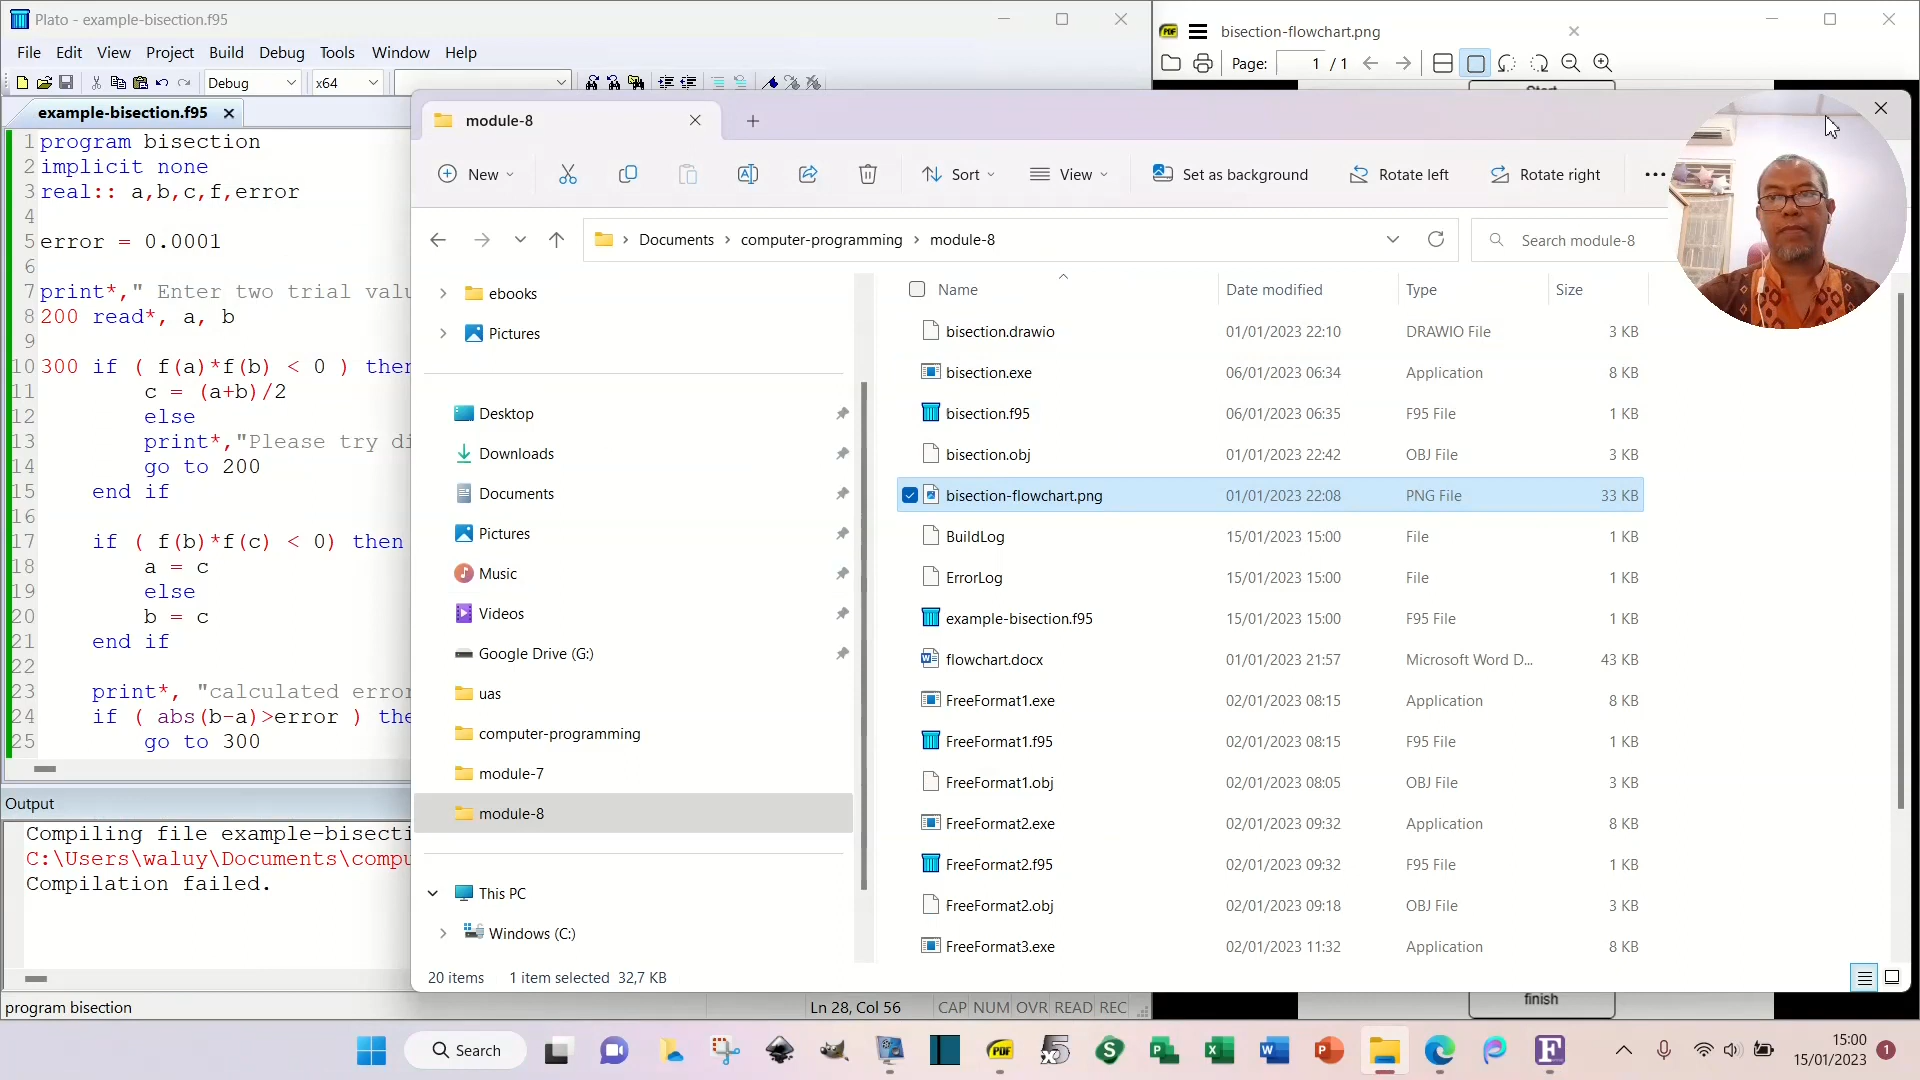 Plato - example-bisection.f95
File Edit View Project Build Debug Tools Window Help
Debug x64
example-bisection.f95
1 program bisection
2 implicit none
3 real:: a,b,c,f,error
4
5 error = 0.0001
6
7 print*," Enter two trial valu
8 200 read*, a, b
9
10 300 if ( f(a)*f(b) < 0 ) then
11 c = (a+b)/2
12 else
13 print*,"Please try di
14 go to 200
15 end if
16
17 if ( f(b)*f(c) < 0) then
18 a = c
19 else
20 b = c
21 end if
22
23 print*, "calculated error
24 if ( abs(b-a)>error ) the
25 go to 300
Output
Compiling file example-bisecti
C:\Users\waluy\Documents\compu
Compilation failed.
program bisection
Ln 28, Col 56 CAP NUM OVR READ REC
PDF bisection-flowchart.png
Page: 1 / 1
module-8
New Sort View Set as background Rotate left Rotate right
Documents computer-programming module-8
Search module-8
ebooks
Pictures
Desktop
Downloads
Documents
Pictures
Music
Videos
Google Drive (G:)
uas
computer-programming
module-7
module-8
This PC
Windows (C:)
Name Date modified Type Size
bisection.drawio 01/01/2023 22:10 DRAWIO File 3 KB
bisection.exe 06/01/2023 06:34 Application 8 KB
bisection.f95 06/01/2023 06:35 F95 File 1 KB
bisection.obj 01/01/2023 22:42 OBJ File 3 KB
bisection-flowchart.png 01/01/2023 22:08 PNG File 33 KB
BuildLog 15/01/2023 15:00 File 1 KB
ErrorLog 15/01/2023 15:00 File 1 KB
example-bisection.f95 15/01/2023 15:00 F95 File 1 KB
flowchart.docx 01/01/2023 21:57 Microsoft Word D... 43 KB
FreeFormat1.exe 02/01/2023 08:15 Application 8 KB
FreeFormat1.f95 02/01/2023 08:15 F95 File 1 KB
FreeFormat1.obj 02/01/2023 08:05 OBJ File 3 KB
FreeFormat2.exe 02/01/2023 09:32 Application 8 KB
FreeFormat2.f95 02/01/2023 09:32 F95 File 1 KB
FreeFormat2.obj 02/01/2023 09:18 OBJ File 3 KB
FreeFormat3.exe 02/01/2023 11:32 Application 8 KB
20 items 1 item selected 32,7 KB
finish
Search
15:00
15/01/2023
1